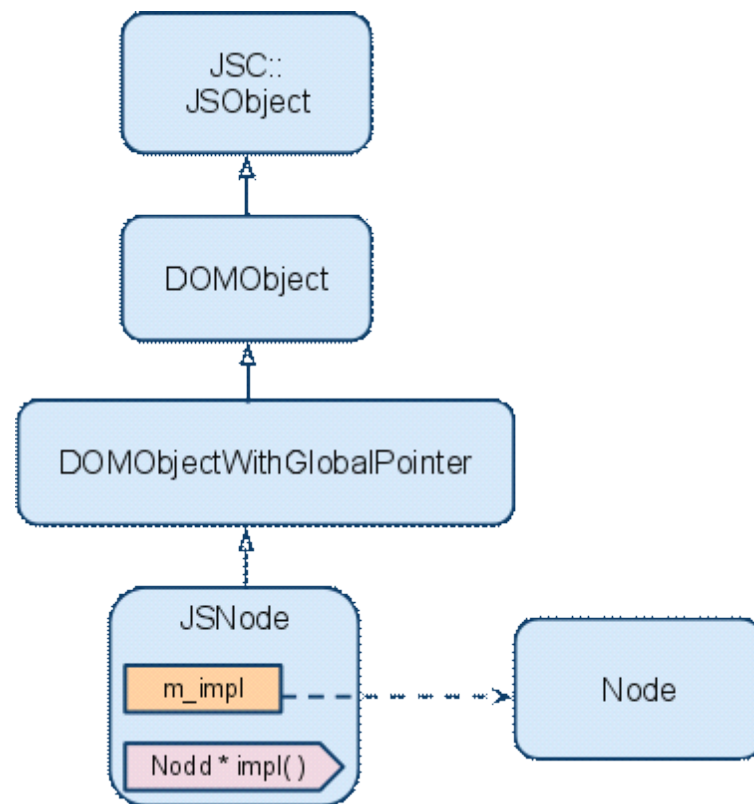 JSC::
JSObject
DOMObject
DOMObjectWithGlobalPointer
JSNode
m_impl
Node
Nodd * impl( )